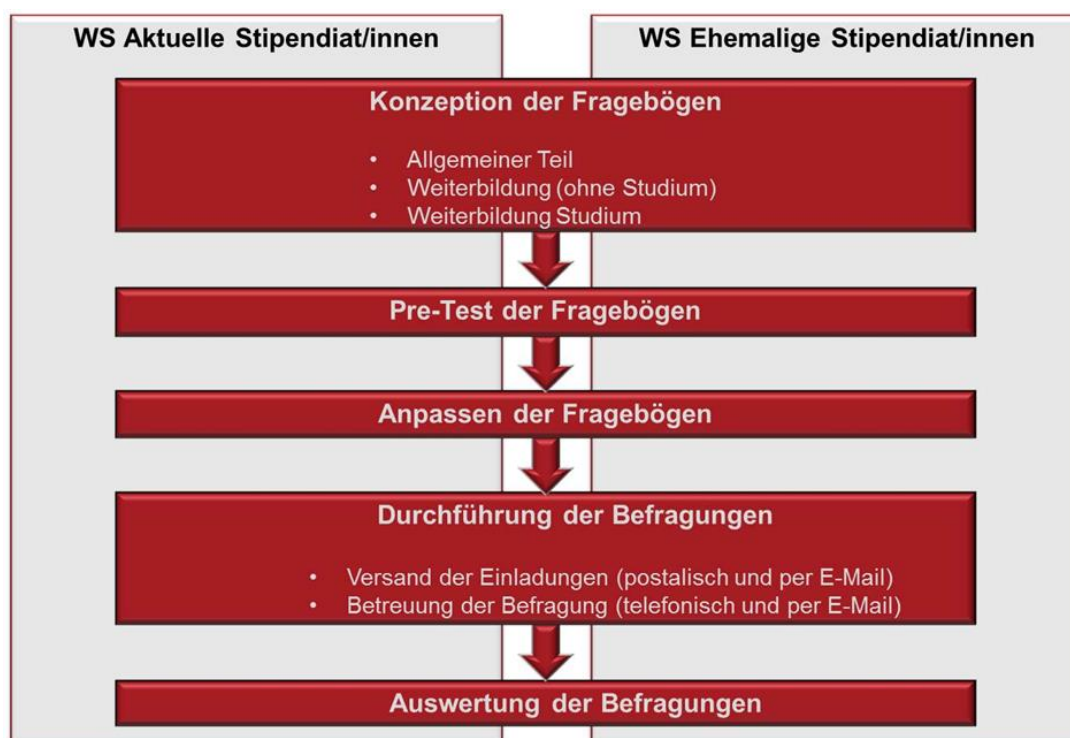 WS Aktuelle Stipendiat/innen
WS Ehemalige Stipendiat/innen
Konzeption der Fragebögen
• Allgemeiner Teil
• Weiterbildung (ohne Studium)
• Weiterbildung Studium
Pre-Test der Fragebögen
Anpassen der Fragebögen
Durchführung der Befragungen
• Versand der Einladungen (postalisch und per E-Mail)
• Betreuung der Befragung (telefonisch und per E-Mail)
Auswertung der Befragungen